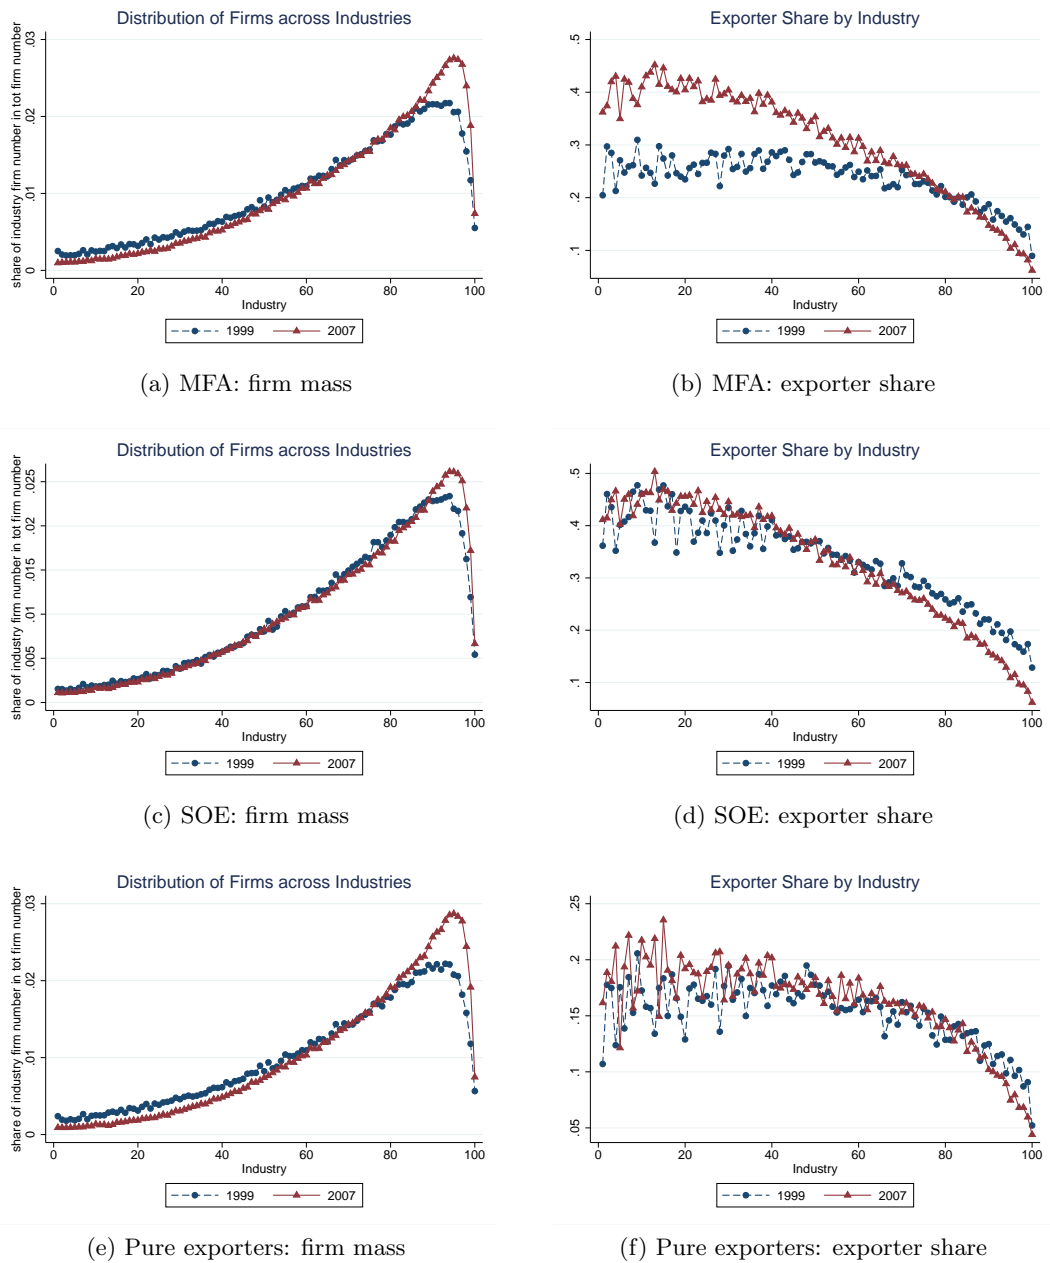 Distribution of Firms across Industries
share of industry firm number in tot firm number
.03
.02
.01
0
0 20 40 60 80 100
Industry
1999 2007
(a) MFA: firm mass
Exporter Share by Industry
.5
.4
.3
.2
.1
0 20 40 60 80 100
Industry
1999 2007
(b) MFA: exporter share
Distribution of Firms across Industries
share of industry firm number in tot firm number
.025
.02
.015
.01
.005
0
0 20 40 60 80 100
Industry
1999 2007
(c) SOE: firm mass
Exporter Share by Industry
.5
.4
.3
.2
.1
0 20 40 60 80 100
Industry
1999 2007
(d) SOE: exporter share
Distribution of Firms across Industries
share of industry firm number in tot firm number
.03
.02
.01
0
0 20 40 60 80 100
Industry
1999 2007
(e) Pure exporters: firm mass
Exporter Share by Industry
.25
.2
.15
.1
.05
0 20 40 60 80 100
Industry
1999 2007
(f) Pure exporters: exporter share